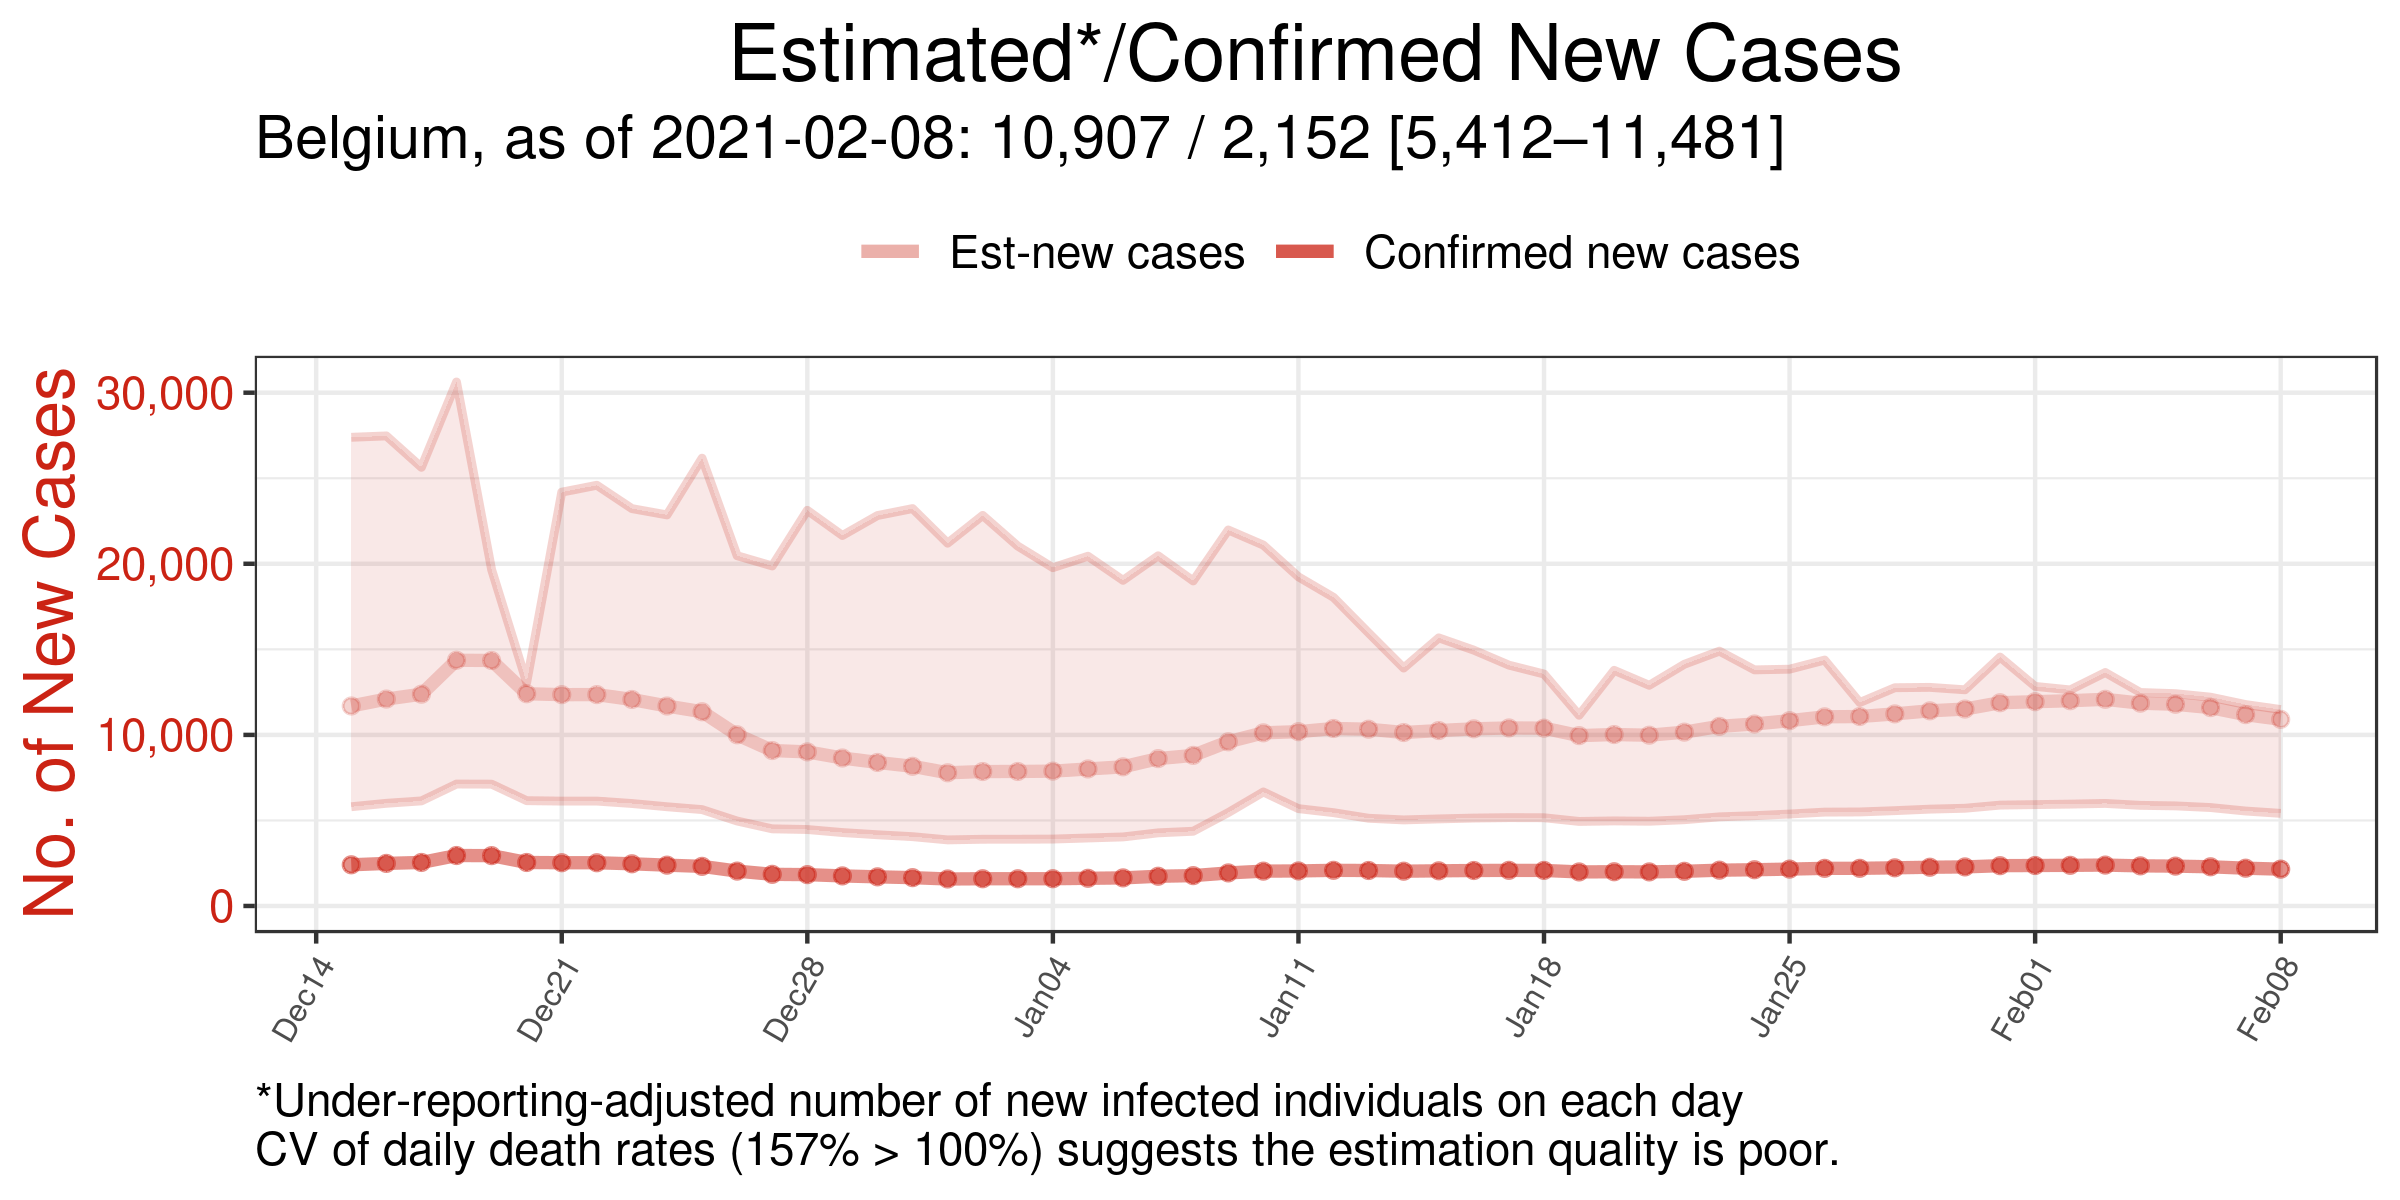 Estimated*/Confirmed New Cases
Belgium, as of 2021-02-08: 10,907 / 2,152 [5,412–11,481]
Est-new cases Confirmed new cases
No. of New Cases
30,000
20,000
10,000
0
Dec14 Dec21 Dec28 Jan04 Jan11 Jan18 Jan25 Feb01 Feb08
*Under-reporting-adjusted number of new infected individuals on each day
CV of daily death rates (157% > 100%) suggests the estimation quality is poor.